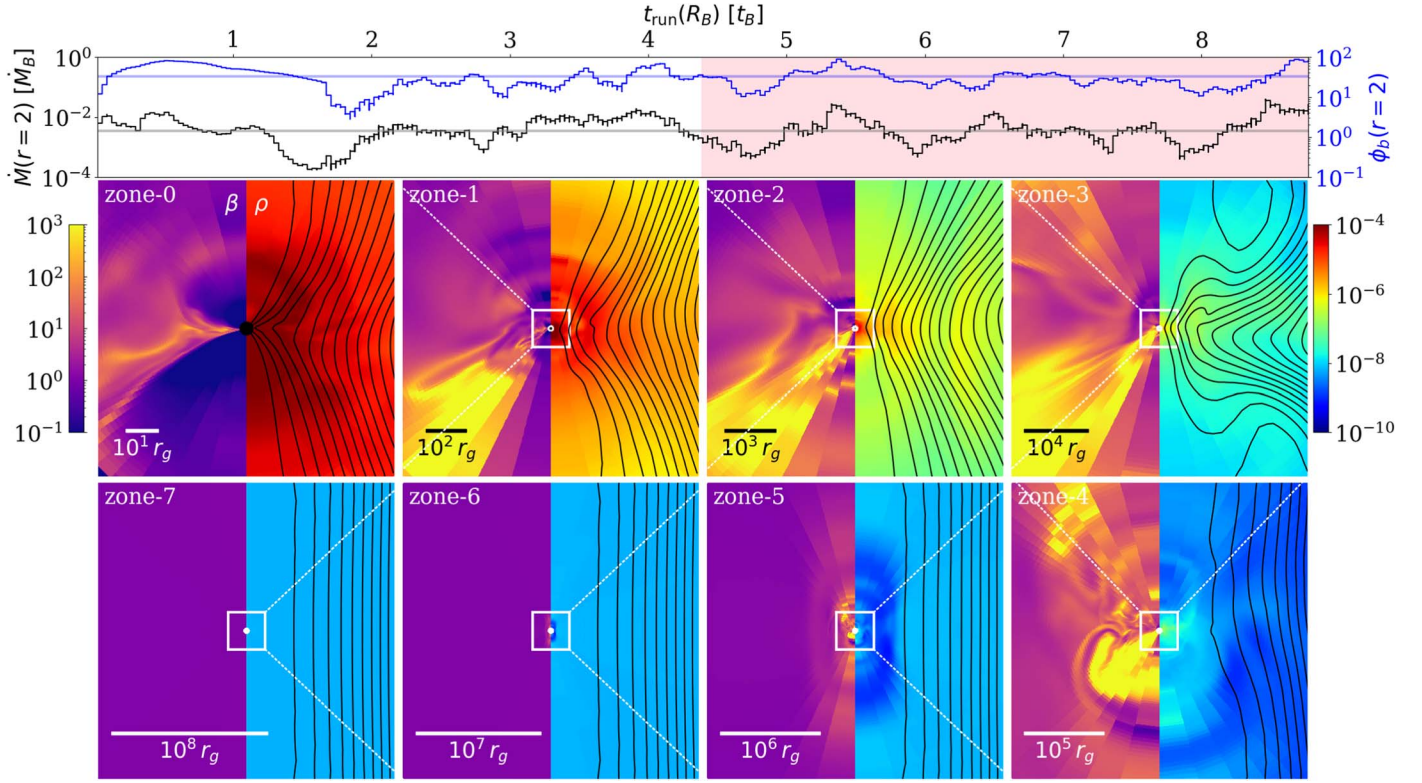 t_run(R_B) [t_B]
1 2 3 4 5 6 7 8
Ṁ(r = 2) [Ṁ_B]
10^0
10^−2
10^−4
10^2
10^1
10^0
10^−1
ϕ_b(r = 2)
zone-0 β ρ
zone-1
zone-2
zone-3
10^3
10^2
10^1
10^0
10^−1
10^−4
10^−6
10^−8
10^−10
10^1 r_g
10^2 r_g
10^3 r_g
10^4 r_g
zone-7
zone-6
zone-5
zone-4
10^8 r_g
10^7 r_g
10^6 r_g
10^5 r_g